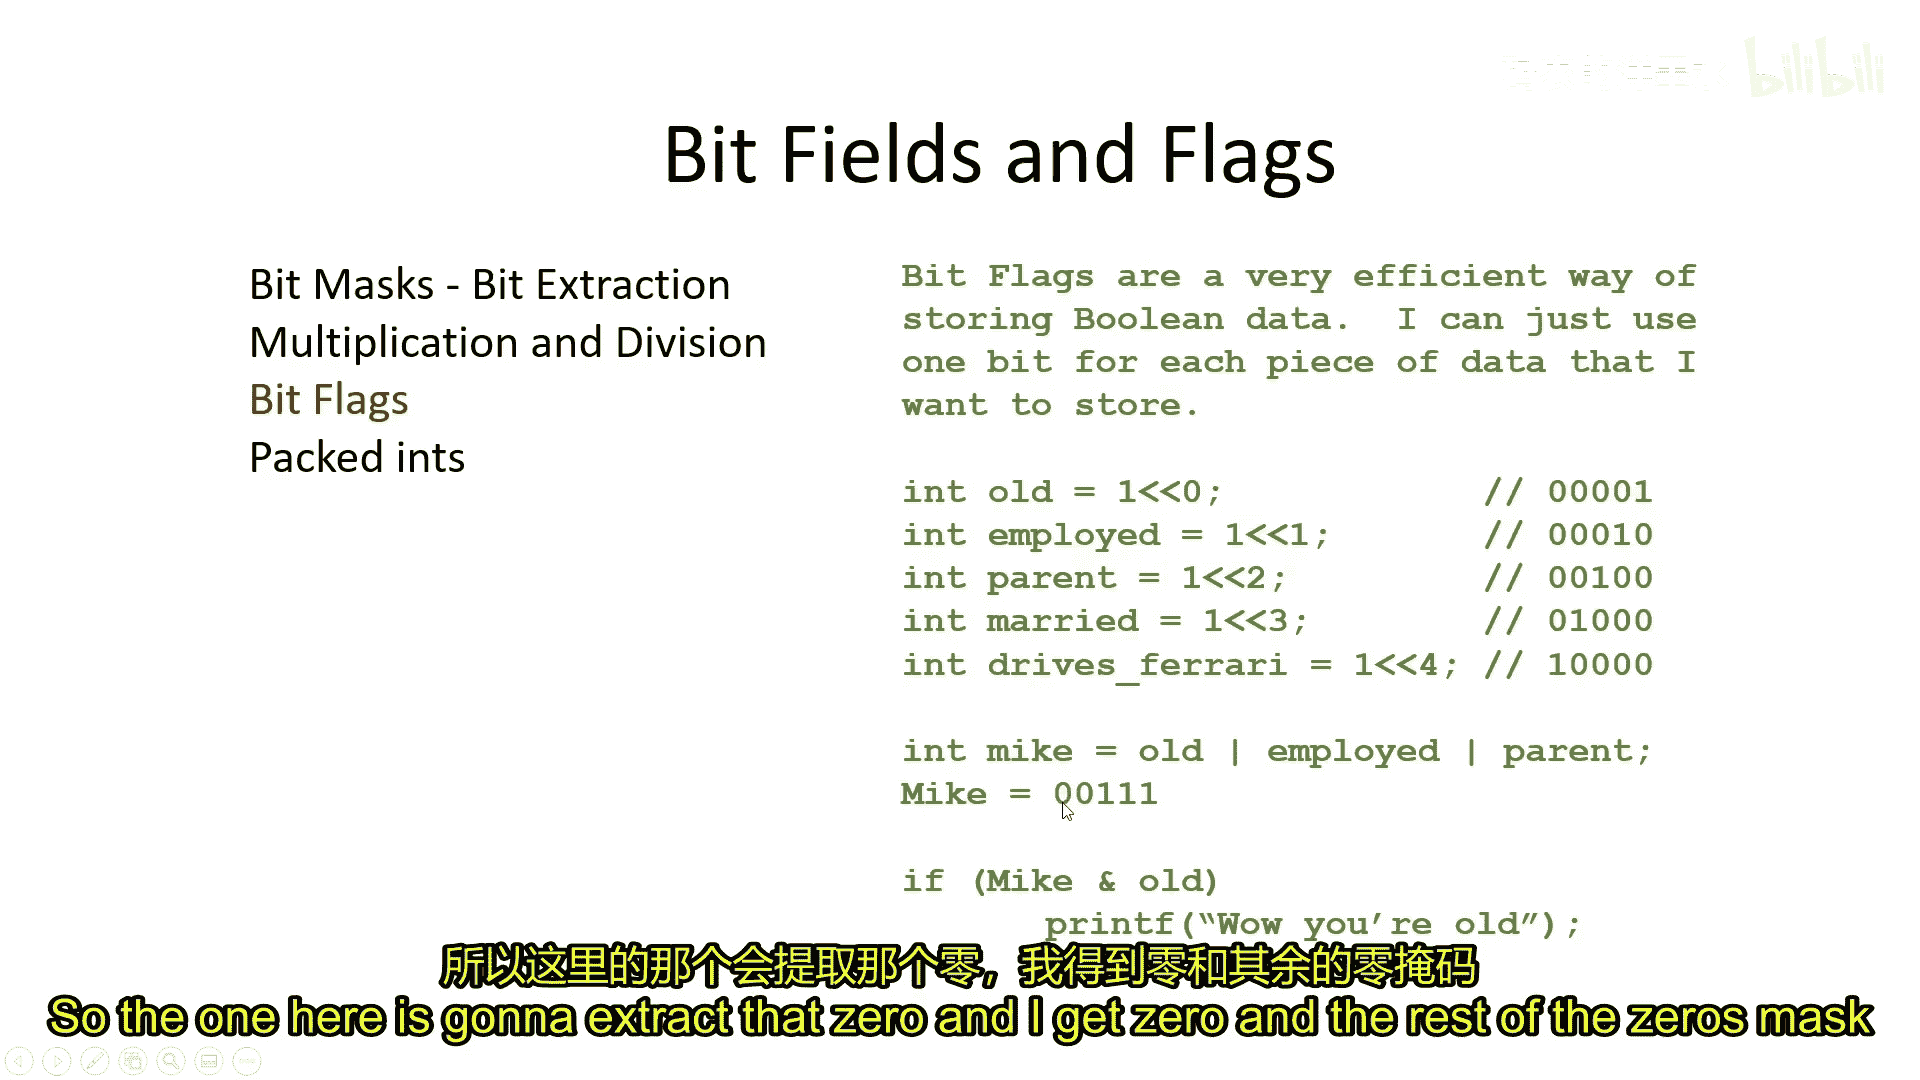 bilibili
Bit Fields and Flags
Bit Masks - Bit Extraction
Multiplication and Division
Bit Flags
Packed ints
Bit Flags are a very efficient way of
storing Boolean data.  I can just use
one bit for each piece of data that I
want to store.
int old = 1<<0; // 00001
int employed = 1<<1; // 00010
int parent = 1<<2; // 00100
int married = 1<<3; // 01000
int drives_ferrari = 1<<4; // 10000
int mike = old | employed | parent;
Mike = 00111
if (Mike & old)
printf(“Wow you’re old”);
所以这里的那个会提取那个零，我得到零和其余的零掩码
So the one here is gonna extract that zero and I get zero and the rest of the zeros mask